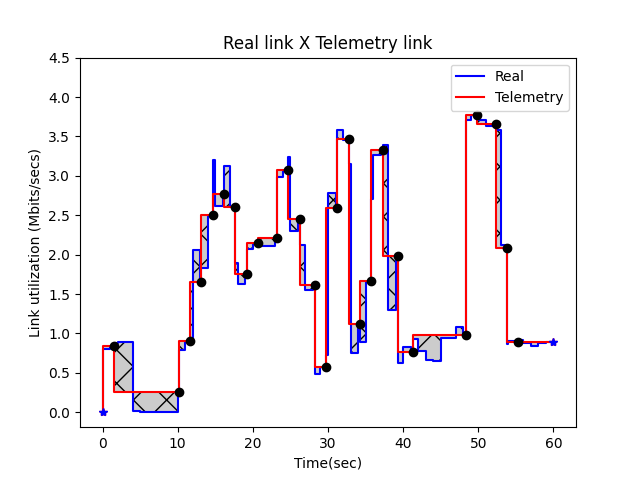 Real link X Telemetry link
Real
Telemetry
Link utilization (Mbits/secs)
4.5
4.0
3.5
3.0
2.5
2.0
1.5
1.0
0.5
0.0
0 10 20 30 40 50 60
Time(sec)